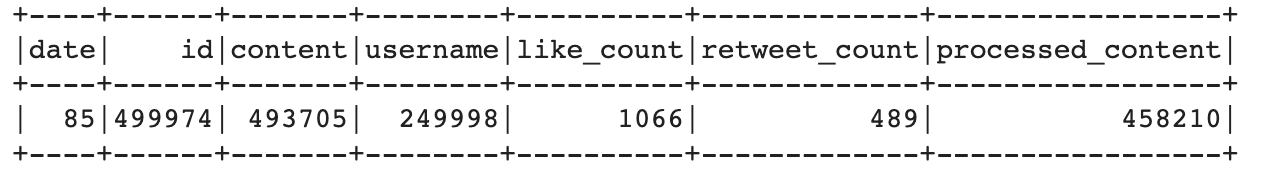 +----+------+-------+--------+----------+-------------+-----------------+
|date|    id|content|username|like_count|retweet_count|processed_content|
+----+------+-------+--------+----------+-------------+-----------------+
|  85|499974| 493705|  249998|      1066|          489|           458210|
+----+------+-------+--------+----------+-------------+-----------------+